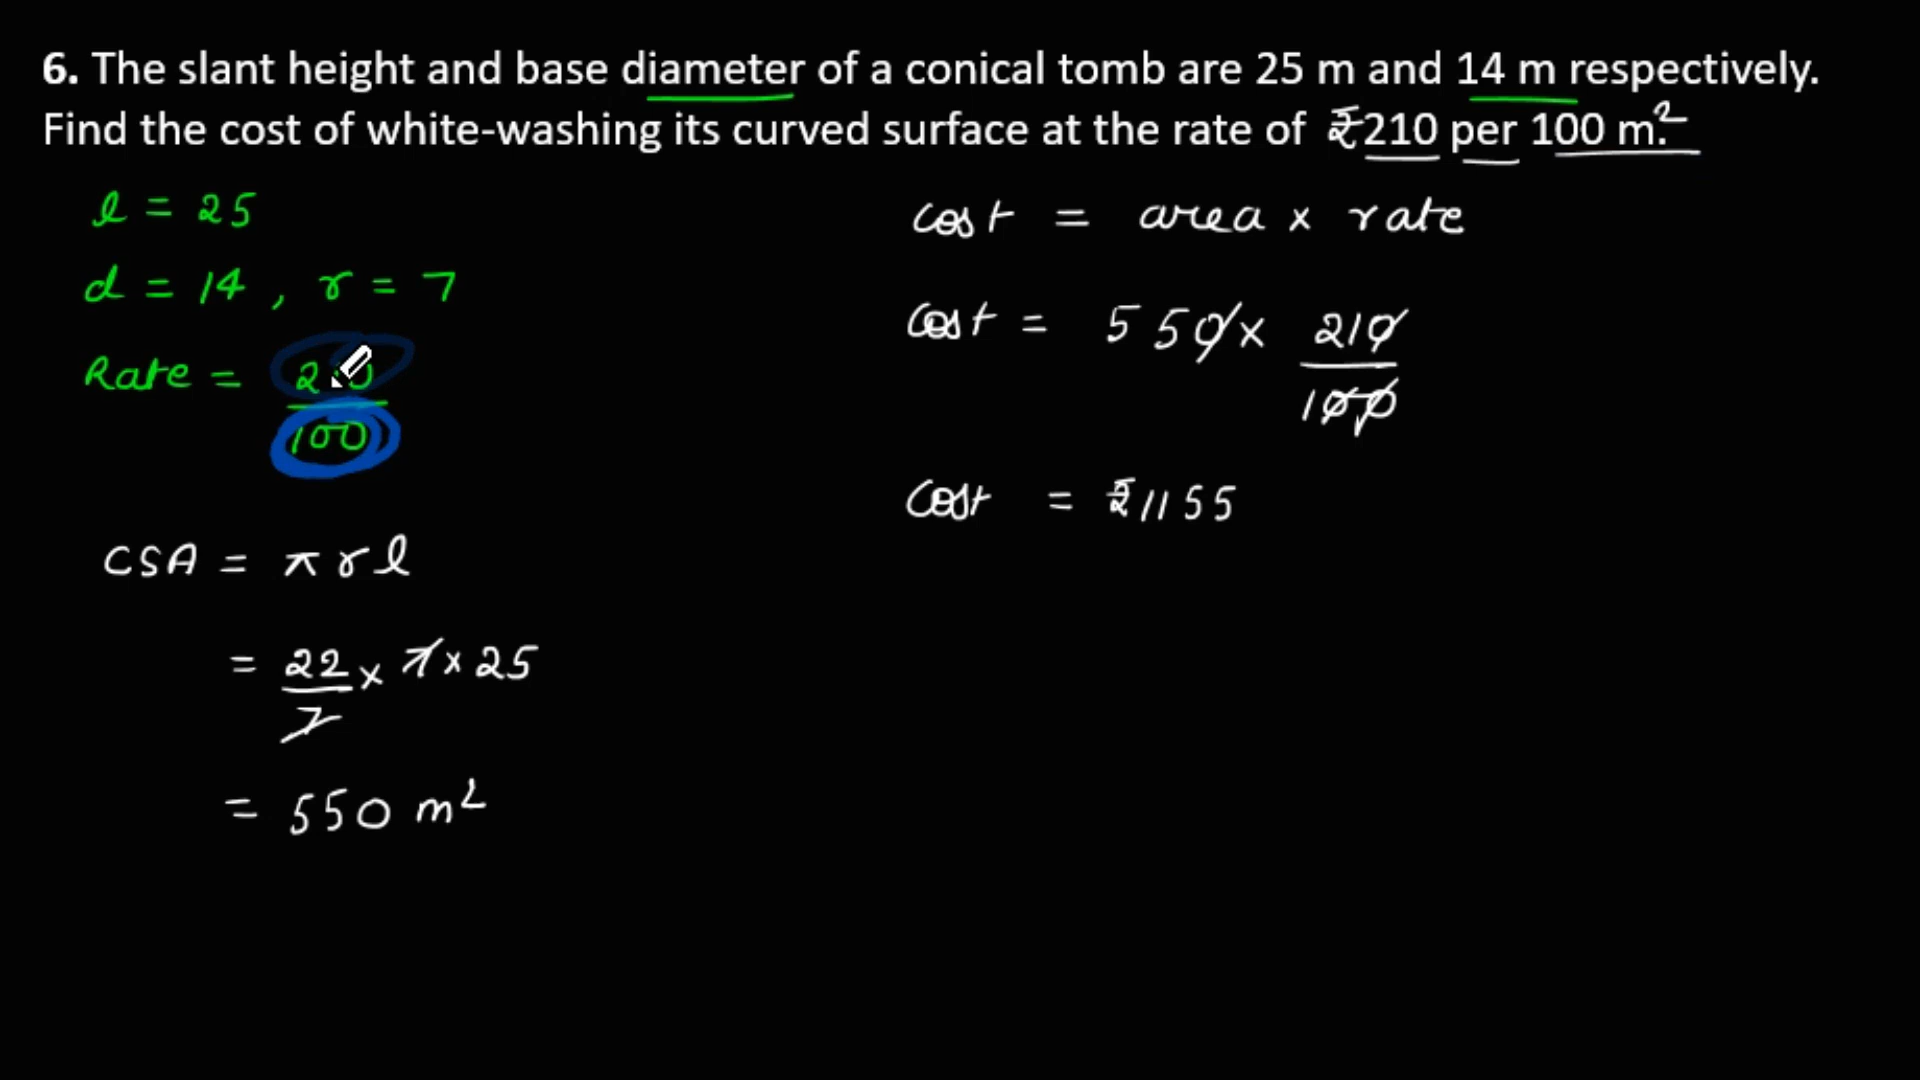 6. The slant height and base diameter of a conical tomb are 25 m and 14 m respectively.
Find the cost of white-washing its curved surface at the rate of ₹210 per 100 m².
l = 25
d = 14 , r = 7
Rate = 210
100
CSA = π r l
= 22 × 7 × 25
7
= 550 m²
Cost = area × rate
Cost = 550 × 210
100
Cost = ₹1155